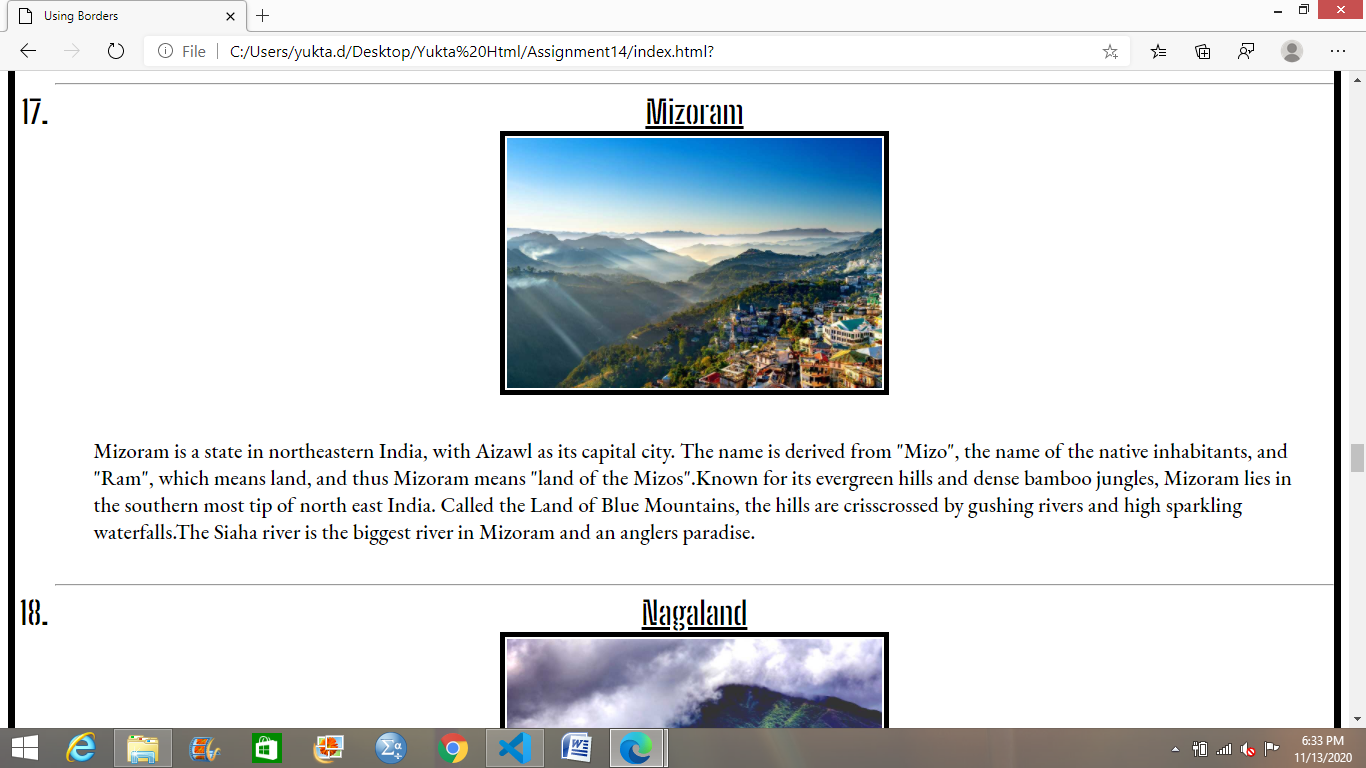 Using Borders
File
C:/Users/yukta.d/Desktop/Yukta%20Html/Assignment14/index.html?
17.
Mizoram
Mizoram is a state in northeastern India, with Aizawl as its capital city. The name is derived from "Mizo", the name of the native inhabitants, and
"Ram", which means land, and thus Mizoram means "land of the Mizos".Known for its evergreen hills and dense bamboo jungles, Mizoram lies in
the southern most tip of north east India. Called the Land of Blue Mountains, the hills are crisscrossed by gushing rivers and high sparkling
waterfalls.The Siaha river is the biggest river in Mizoram and an anglers paradise.
18.
Nagaland
6:33 PM
11/13/2020